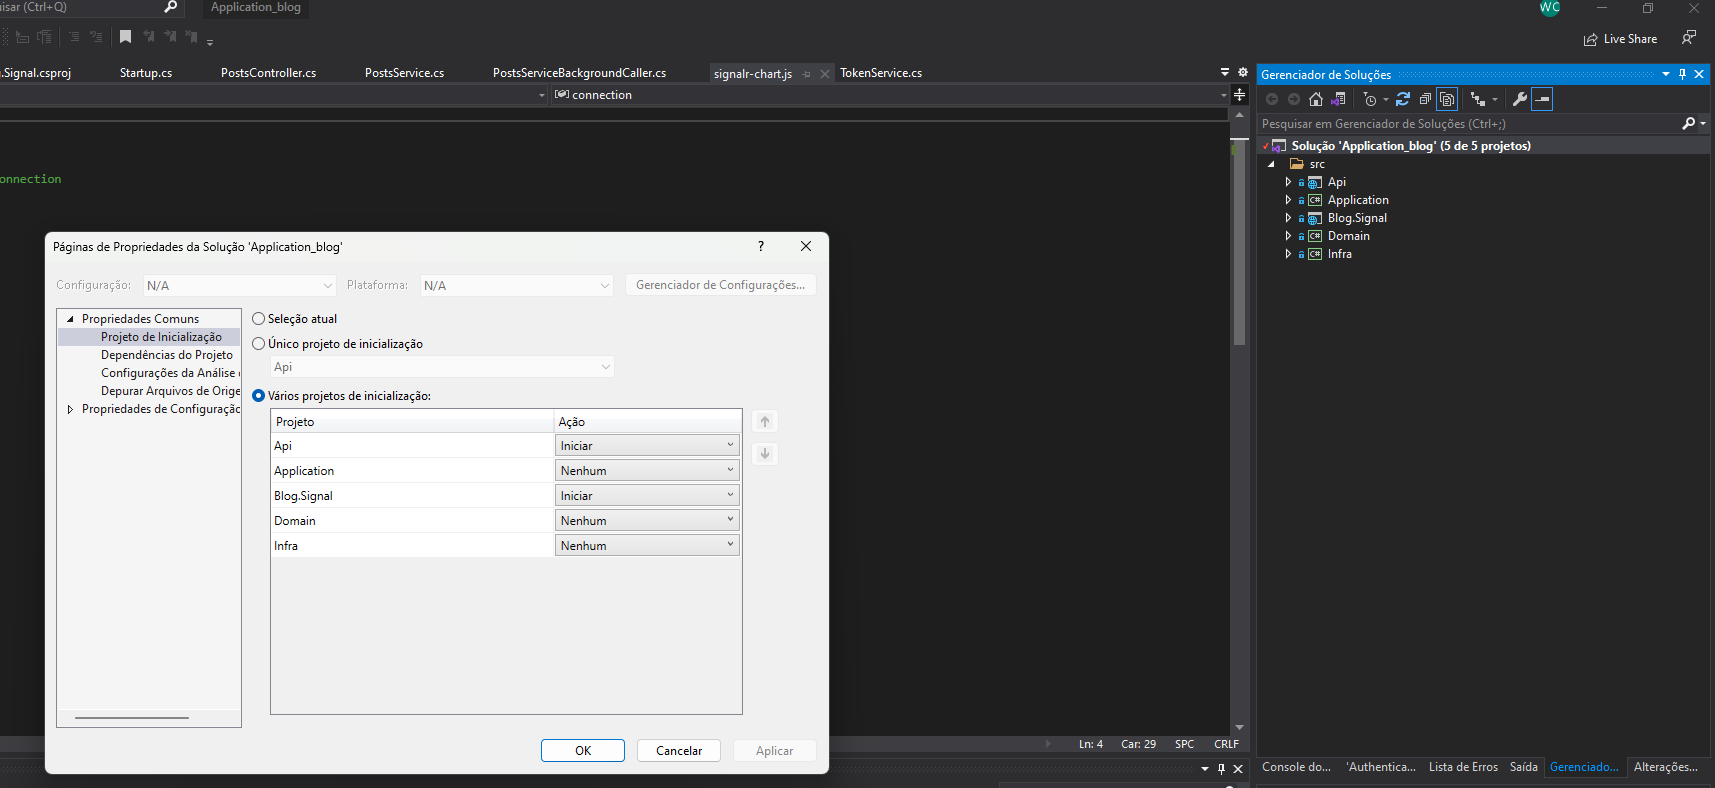 isar (Ctrl+Q)
Application_blog
WC
Live Share
.Signal.csproj
Startup.cs
PostsController.cs
PostsService.cs
PostsServiceBackgroundCaller.cs
signalr-chart.js
TokenService.cs
connection
onnection
Gerenciador de Soluções
Pesquisar em Gerenciador de Soluções (Ctrl+;)
Solução 'Application_blog' (5 de 5 projetos)
src
Api
C# Application
Blog.Signal
C# Domain
C# Infra
Páginas de Propriedades da Solução 'Application_blog'
?
Configuração:
N/A
Plataforma:
N/A
Gerenciador de Configurações...
Propriedades Comuns
Projeto de Inicialização
Dependências do Projeto
Configurações da Análise
Depurar Arquivos de Orige
Propriedades de Configuração
Seleção atual
Único projeto de inicialização
Api
Vários projetos de inicialização:
Projeto Ação
Api Iniciar
Application Nenhum
Blog.Signal Iniciar
Domain Nenhum
Infra Nenhum
OK
Cancelar
Aplicar
Ln: 4 Car: 29 SPC CRLF
Console do...
'Authentica...
Lista de Erros
Saída
Gerenciado...
Alterações...